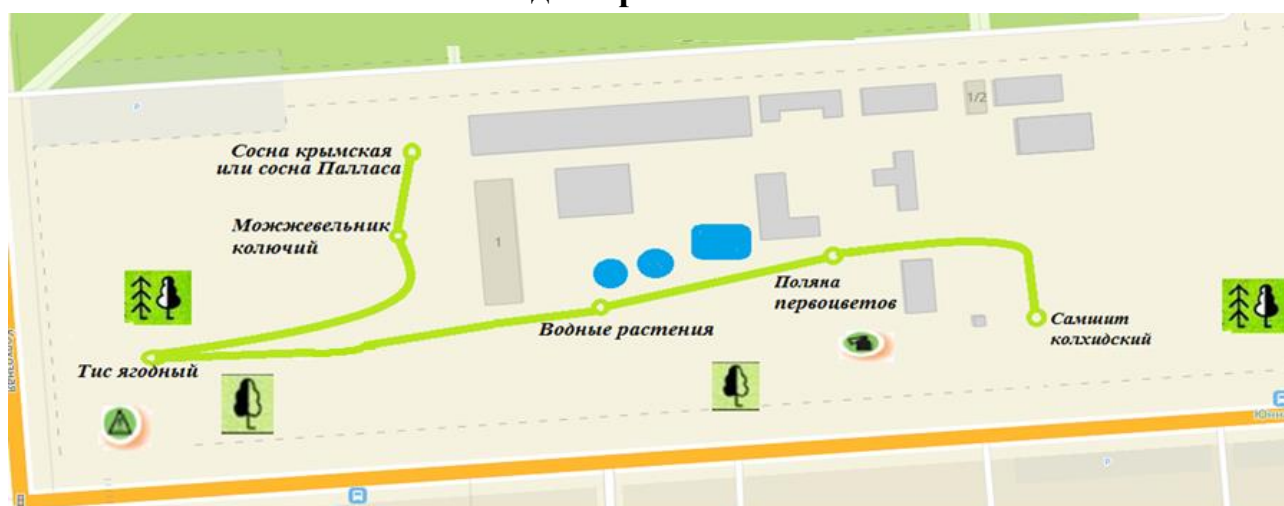 Р
1/2
Сосна крымская
или сосна Палласа
Можжевельник
колючий
1
Поляна
первоцветов
Водные растения
Самшит
колхидский
Тис ягодный
Р